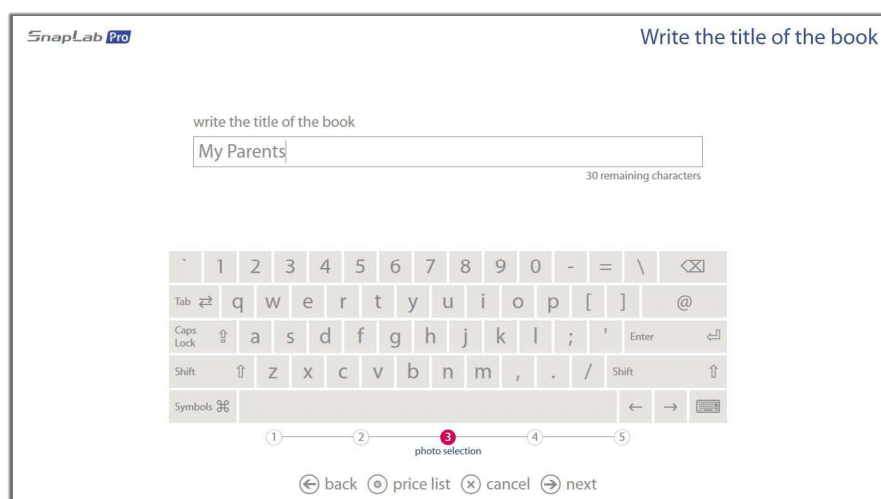 SnapLab Pro
Write the title of the book
write the title of the book
My Parents
30 remaining characters
` 1 2 3 4 5 6 7 8 9 0 - = \
Tab q w e r t y u i o p [ ] @
Caps Lock a s d f g h j k l ; ' Enter
Shift z x c v b n m , . / Shift
Symbols
1 2 3 4 5
photo selection
back price list cancel next